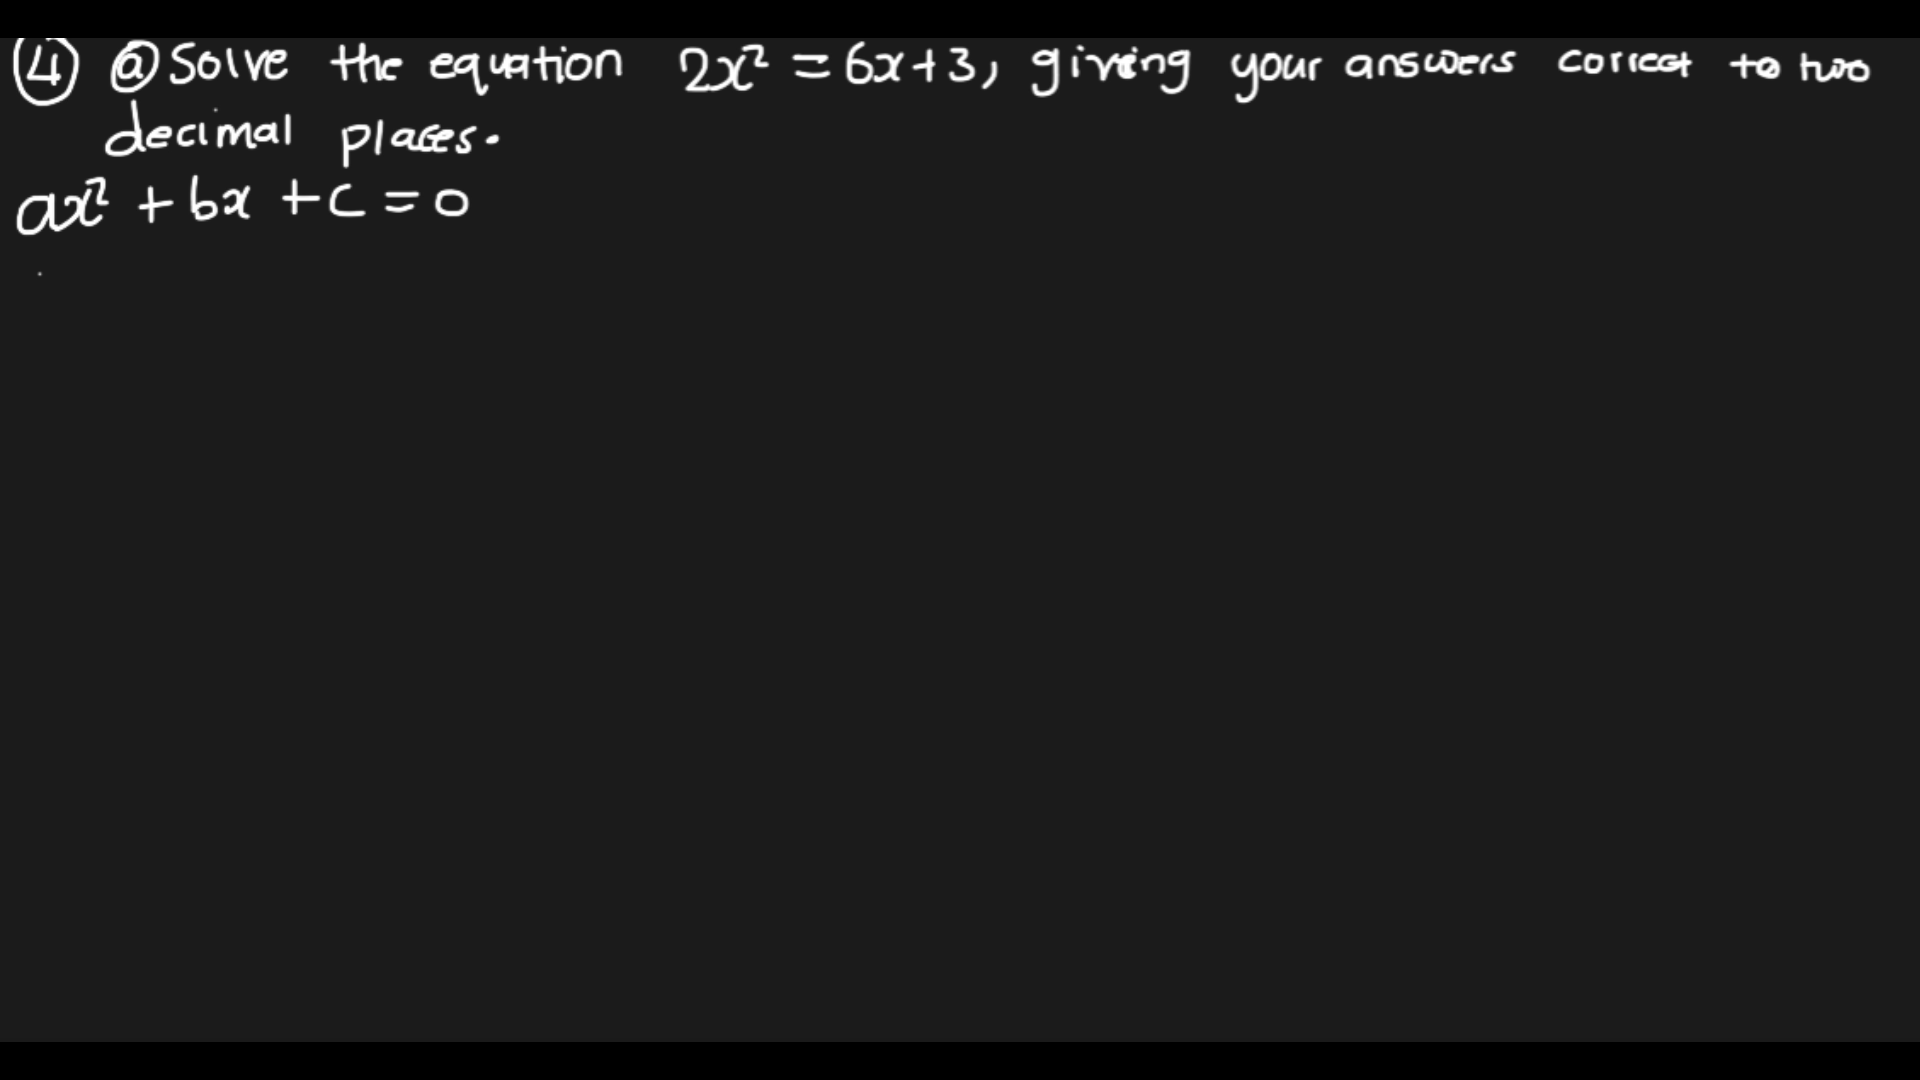 ④ ⓐ Solve the equation 2x² = 6x+3, giving your answers correct to two
decimal places.
ax² + bx + c = 0